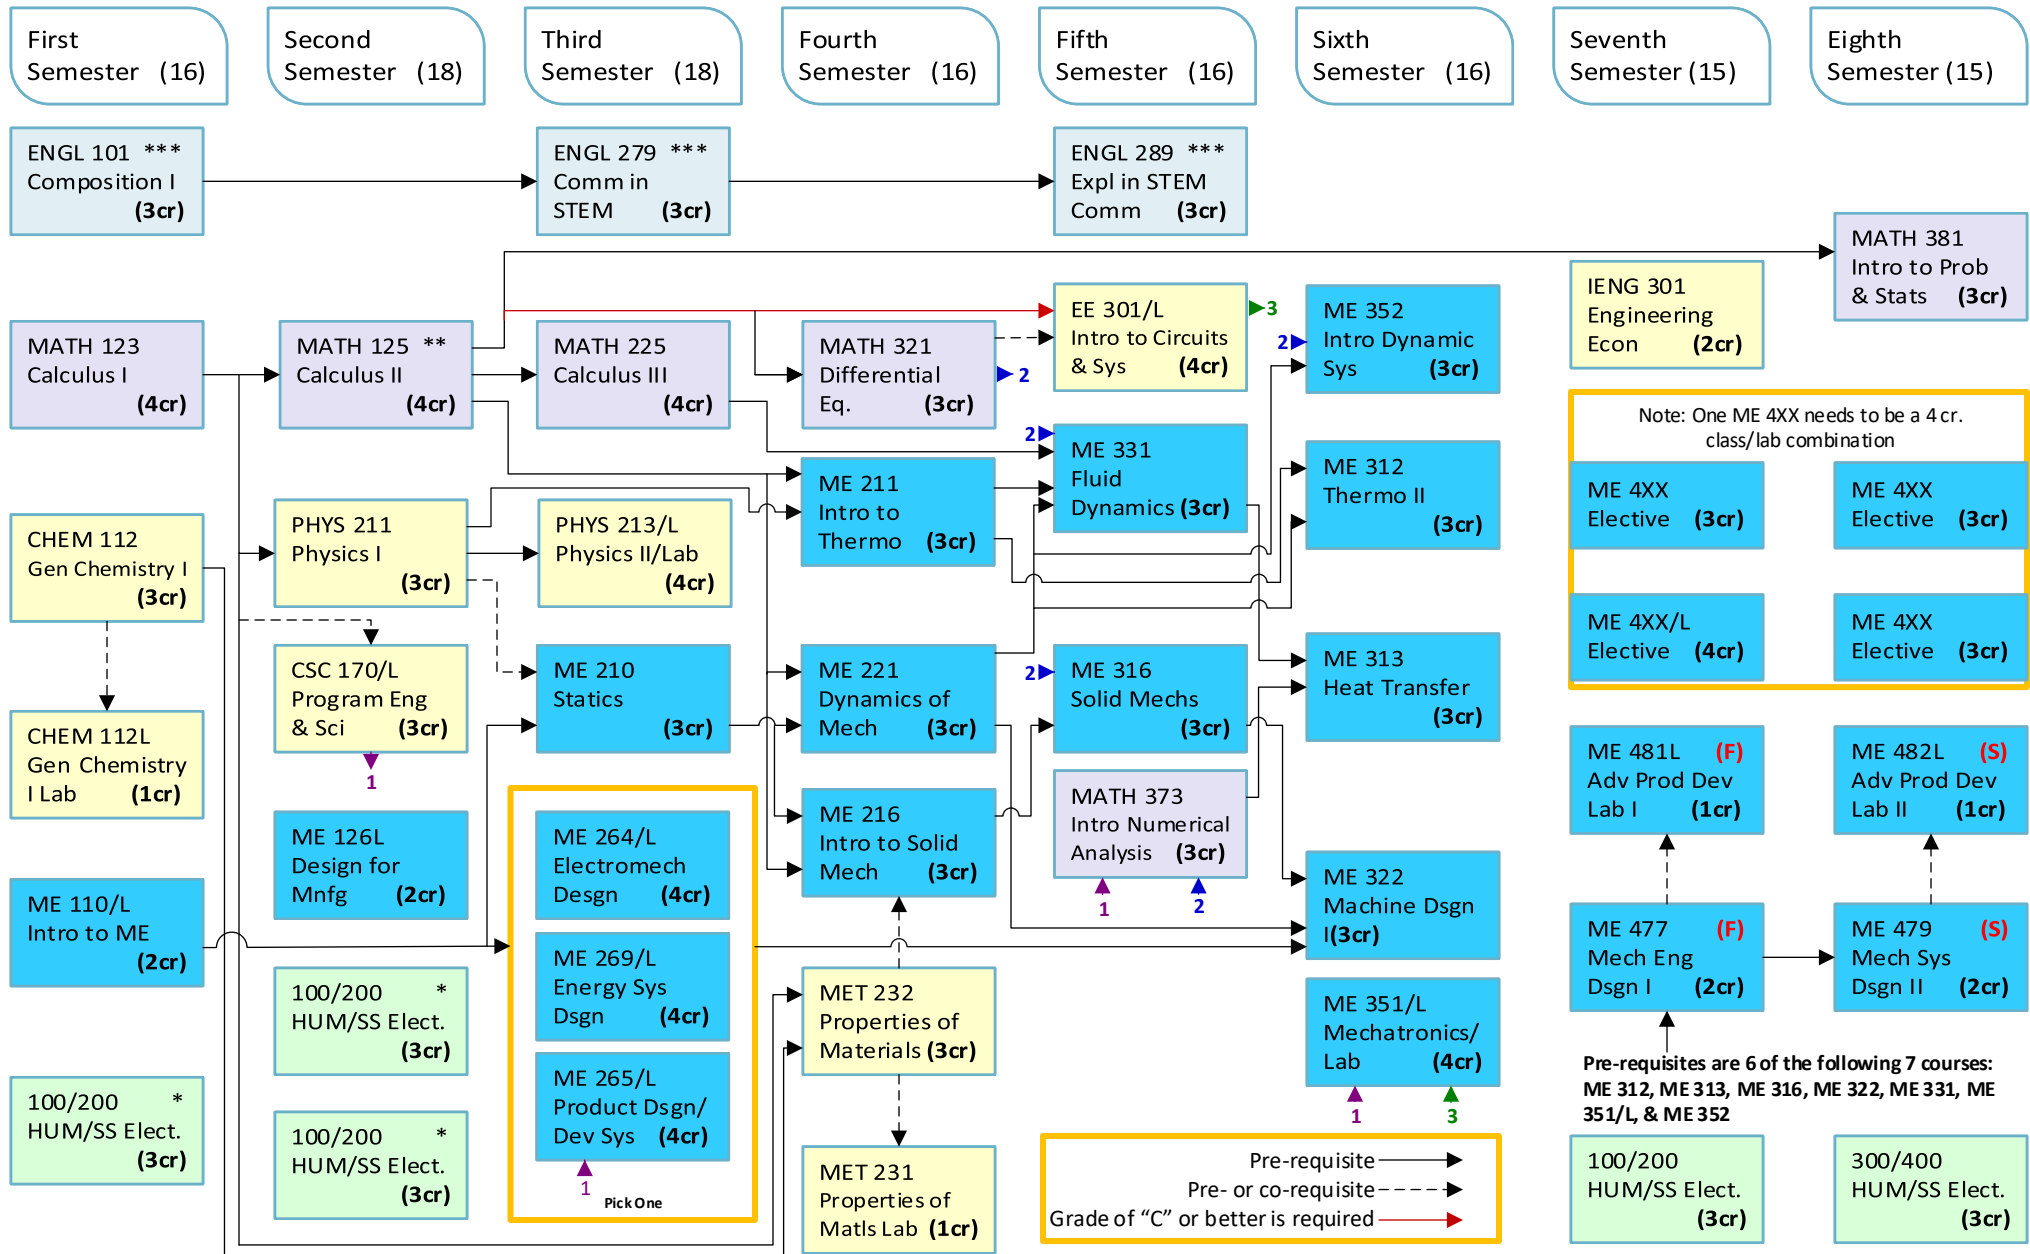 First
Semester (16)
Second
Semester (18)
Third
Semester (18)
Fourth
Semester (16)
Fifth
Semester (16)
Sixth
Semester (16)
Seventh
Semester (15)
Eighth
Semester (15)
ENGL 101 ***
Composition I
(3cr)
MATH 123
Calculus I
(4cr)
CHEM 112
Gen Chemistry I
(3cr)
CHEM 112L
Gen Chemistry
I Lab (1cr)
ME 110/L
Intro to ME
(2cr)
100/200 *
HUM/SS Elect.
(3cr)
MATH 125 **
Calculus II
(4cr)
PHYS 211
Physics I
(3cr)
CSC 170/L
Program Eng
& Sci (3cr)
1
ME 126L
Design for
Mnfg (2cr)
100/200 *
HUM/SS Elect.
(3cr)
100/200 *
HUM/SS Elect.
(3cr)
ENGL 279 ***
Comm in
STEM (3cr)
MATH 225
Calculus III
(4cr)
PHYS 213/L
Physics II/Lab
(4cr)
ME 210
Statics
(3cr)
ME 264/L
Electromech
Desgn (4cr)
ME 269/L
Energy Sys
Dsgn (4cr)
ME 265/L
Product Dsgn/
Dev Sys (4cr)
1
Pick One
MATH 321
Differential
Eq. (3cr)
2
ME 211
Intro to
Thermo (3cr)
ME 221
Dynamics of
Mech (3cr)
ME 216
Intro to Solid
Mech (3cr)
MET 232
Properties of
Materials (3cr)
MET 231
Properties of
Matls Lab (1cr)
ENGL 289 ***
Expl in STEM
Comm (3cr)
EE 301/L
Intro to Circuits
& Sys (4cr)
3
2
ME 331
Fluid
Dynamics (3cr)
2
ME 316
Solid Mechs
(3cr)
MATH 373
Intro Numerical
Analysis (3cr)
1
2
2
ME 352
Intro Dynamic
Sys (3cr)
ME 312
Thermo II
(3cr)
ME 313
Heat Transfer
(3cr)
ME 322
Machine Dsgn
I(3cr)
ME 351/L
Mechatronics/
Lab (4cr)
1
3
Pre-requisite
Pre- or co-requisite
Grade of “C” or better is required
IENG 301
Engineering
Econ (2cr)
MATH 381
Intro to Prob
& Stats (3cr)
Note: One ME 4XX needs to be a 4 cr.
class/lab combination
ME 4XX
Elective (3cr)
ME 4XX
Elective (3cr)
ME 4XX/L
Elective (4cr)
ME 4XX
Elective (3cr)
ME 481L (F)
Adv Prod Dev
Lab I (1cr)
ME 482L (S)
Adv Prod Dev
Lab II (1cr)
ME 477 (F)
Mech Eng
Dsgn I (2cr)
ME 479 (S)
Mech Sys
Dsgn II (2cr)
Pre-requisites are 6 of the following 7 courses:
ME 312, ME 313, ME 316, ME 322, ME 331, ME
351/L, & ME 352
100/200
HUM/SS Elect.
(3cr)
300/400
HUM/SS Elect.
(3cr)